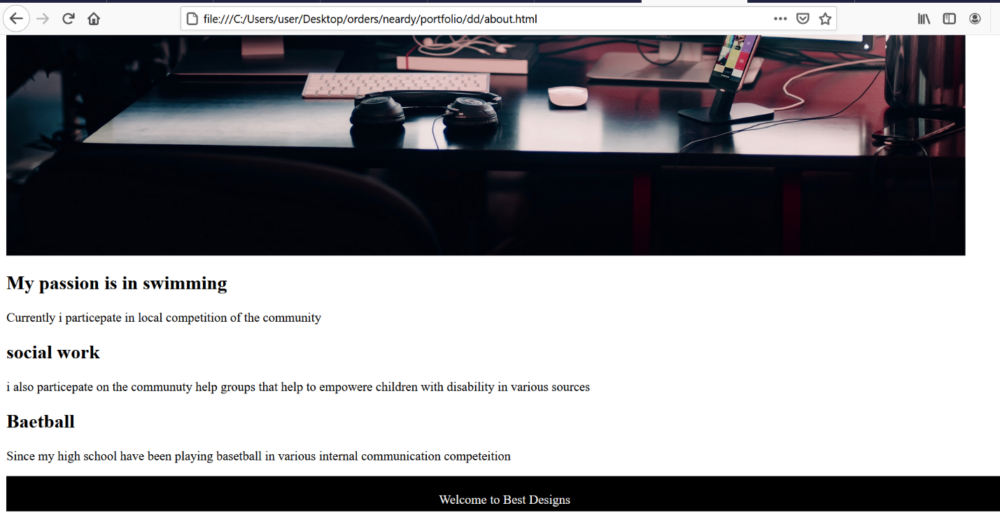 file:///C:/Users/user/Desktop/orders/neardy/portfolio/dd/about.html
My passion is in swimming
Currently i particepate in local competition of the community
social work
i also particepate on the communuty help groups that help to empowere children with disability in various sources
Baetball
Since my high school have been playing basetball in various internal communication competeition
Welcome to Best Designs